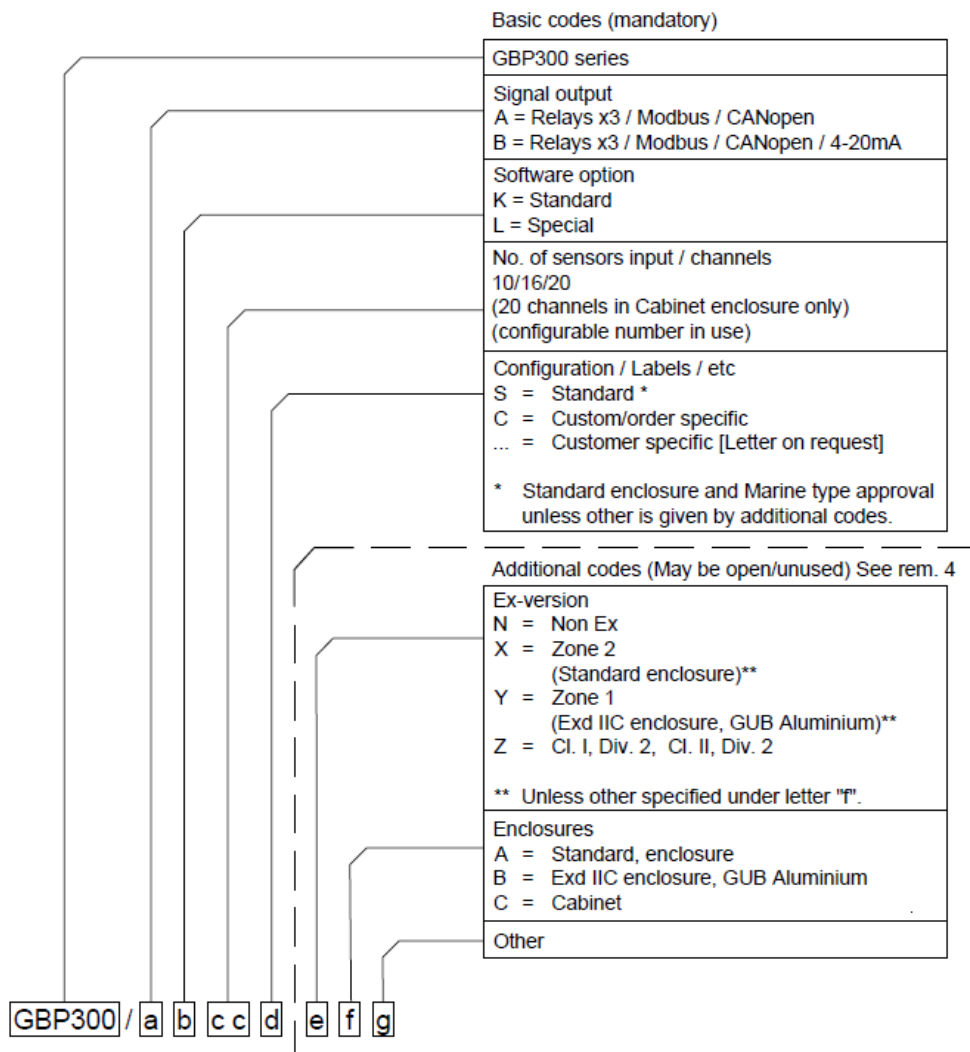 Basic codes (mandatory)
GBP300 series
Signal output
A = Relays x3 / Modbus / CANopen
B = Relays x3 / Modbus / CANopen / 4-20mA
Software option
K = Standard
L = Special
No. of sensors input / channels
10/16/20
(20 channels in Cabinet enclosure only)
(configurable number in use)
Configuration / Labels / etc
S = Standard *
C = Custom/order specific
... = Customer specific [Letter on request]
* Standard enclosure and Marine type approval
unless other is given by additional codes.
Additional codes (May be open/unused) See rem. 4
Ex-version
N = Non Ex
X = Zone 2
(Standard enclosure)**
Y = Zone 1
(Exd IIC enclosure, GUB Aluminium)**
Z = Cl. I, Div. 2, Cl. II, Div. 2
** Unless other specified under letter "f".
Enclosures
A = Standard, enclosure
B = Exd IIC enclosure, GUB Aluminium
C = Cabinet
Other
GBP300 / a b c c d e f g